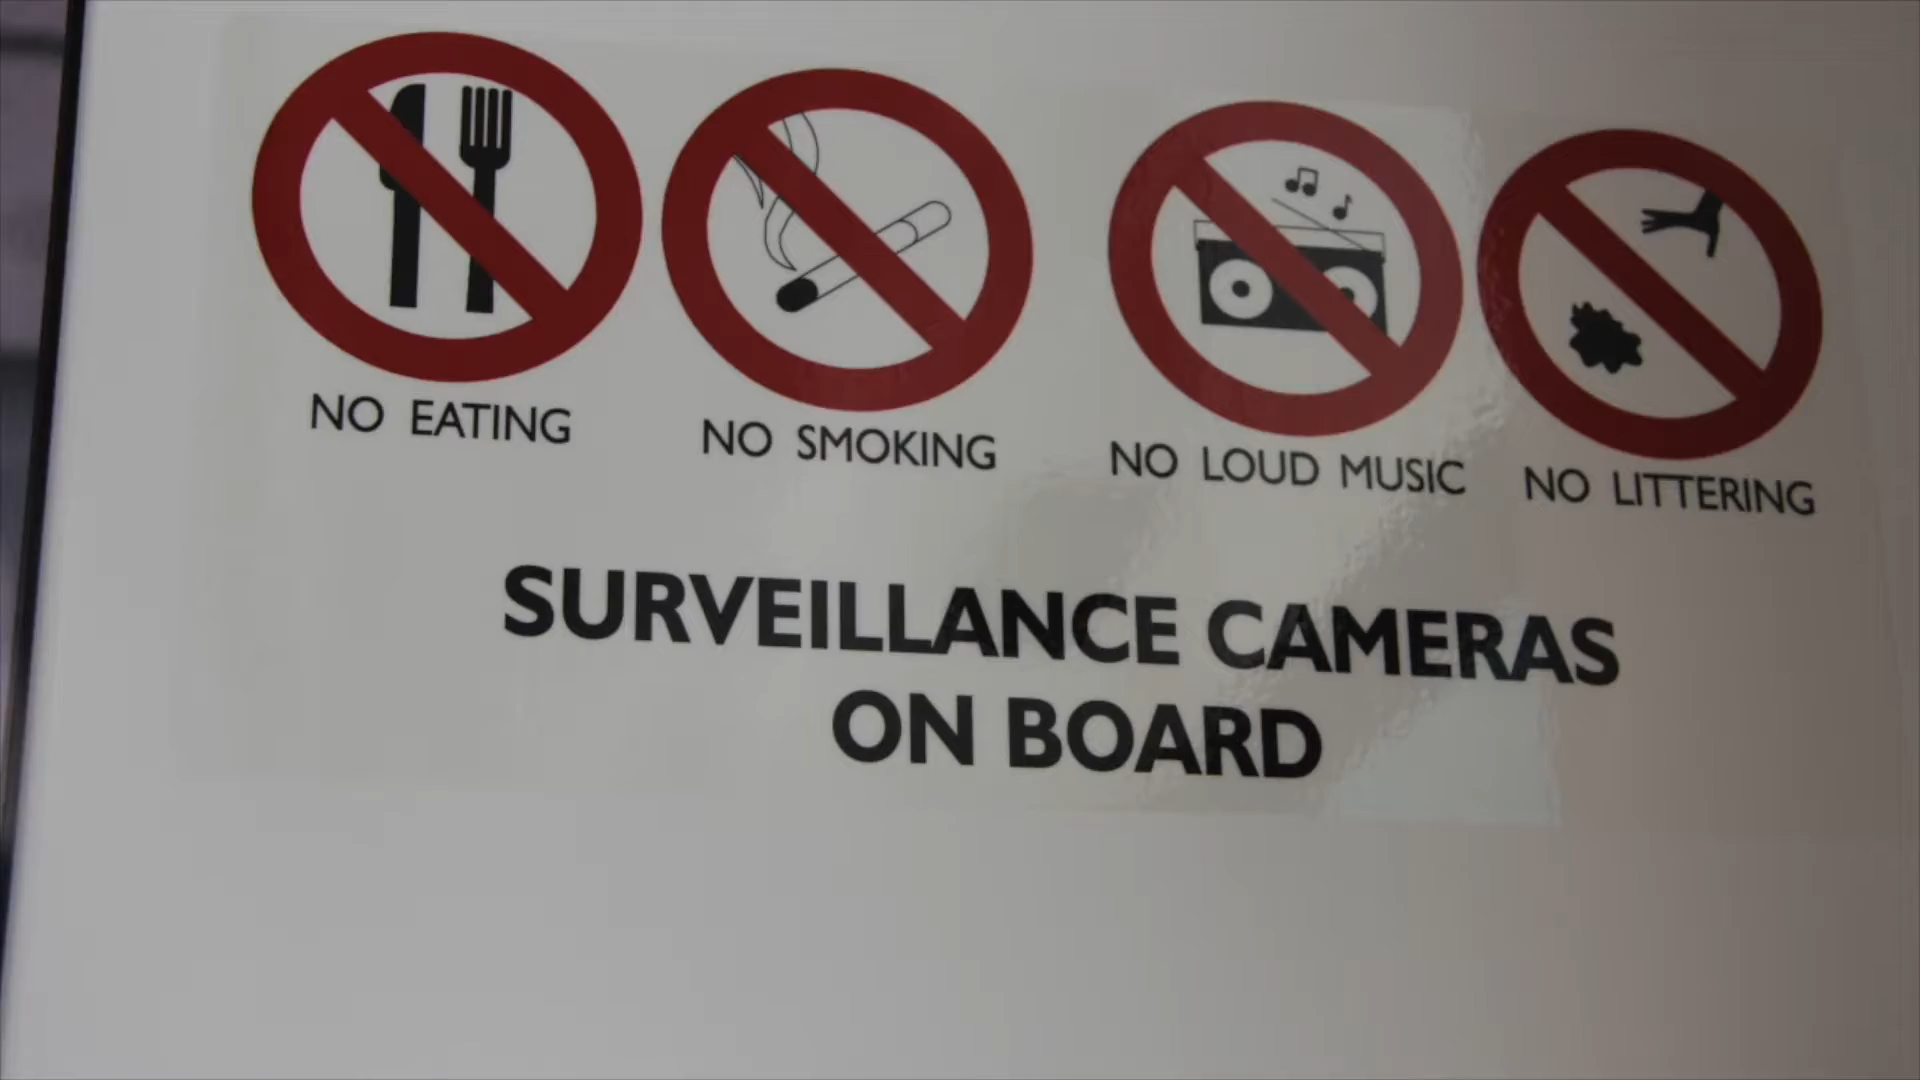 NO EATING
NO SMOKING
NO LOUD MUSIC
NO LITTERING
SURVEILLANCE CAMERAS
ON BOARD